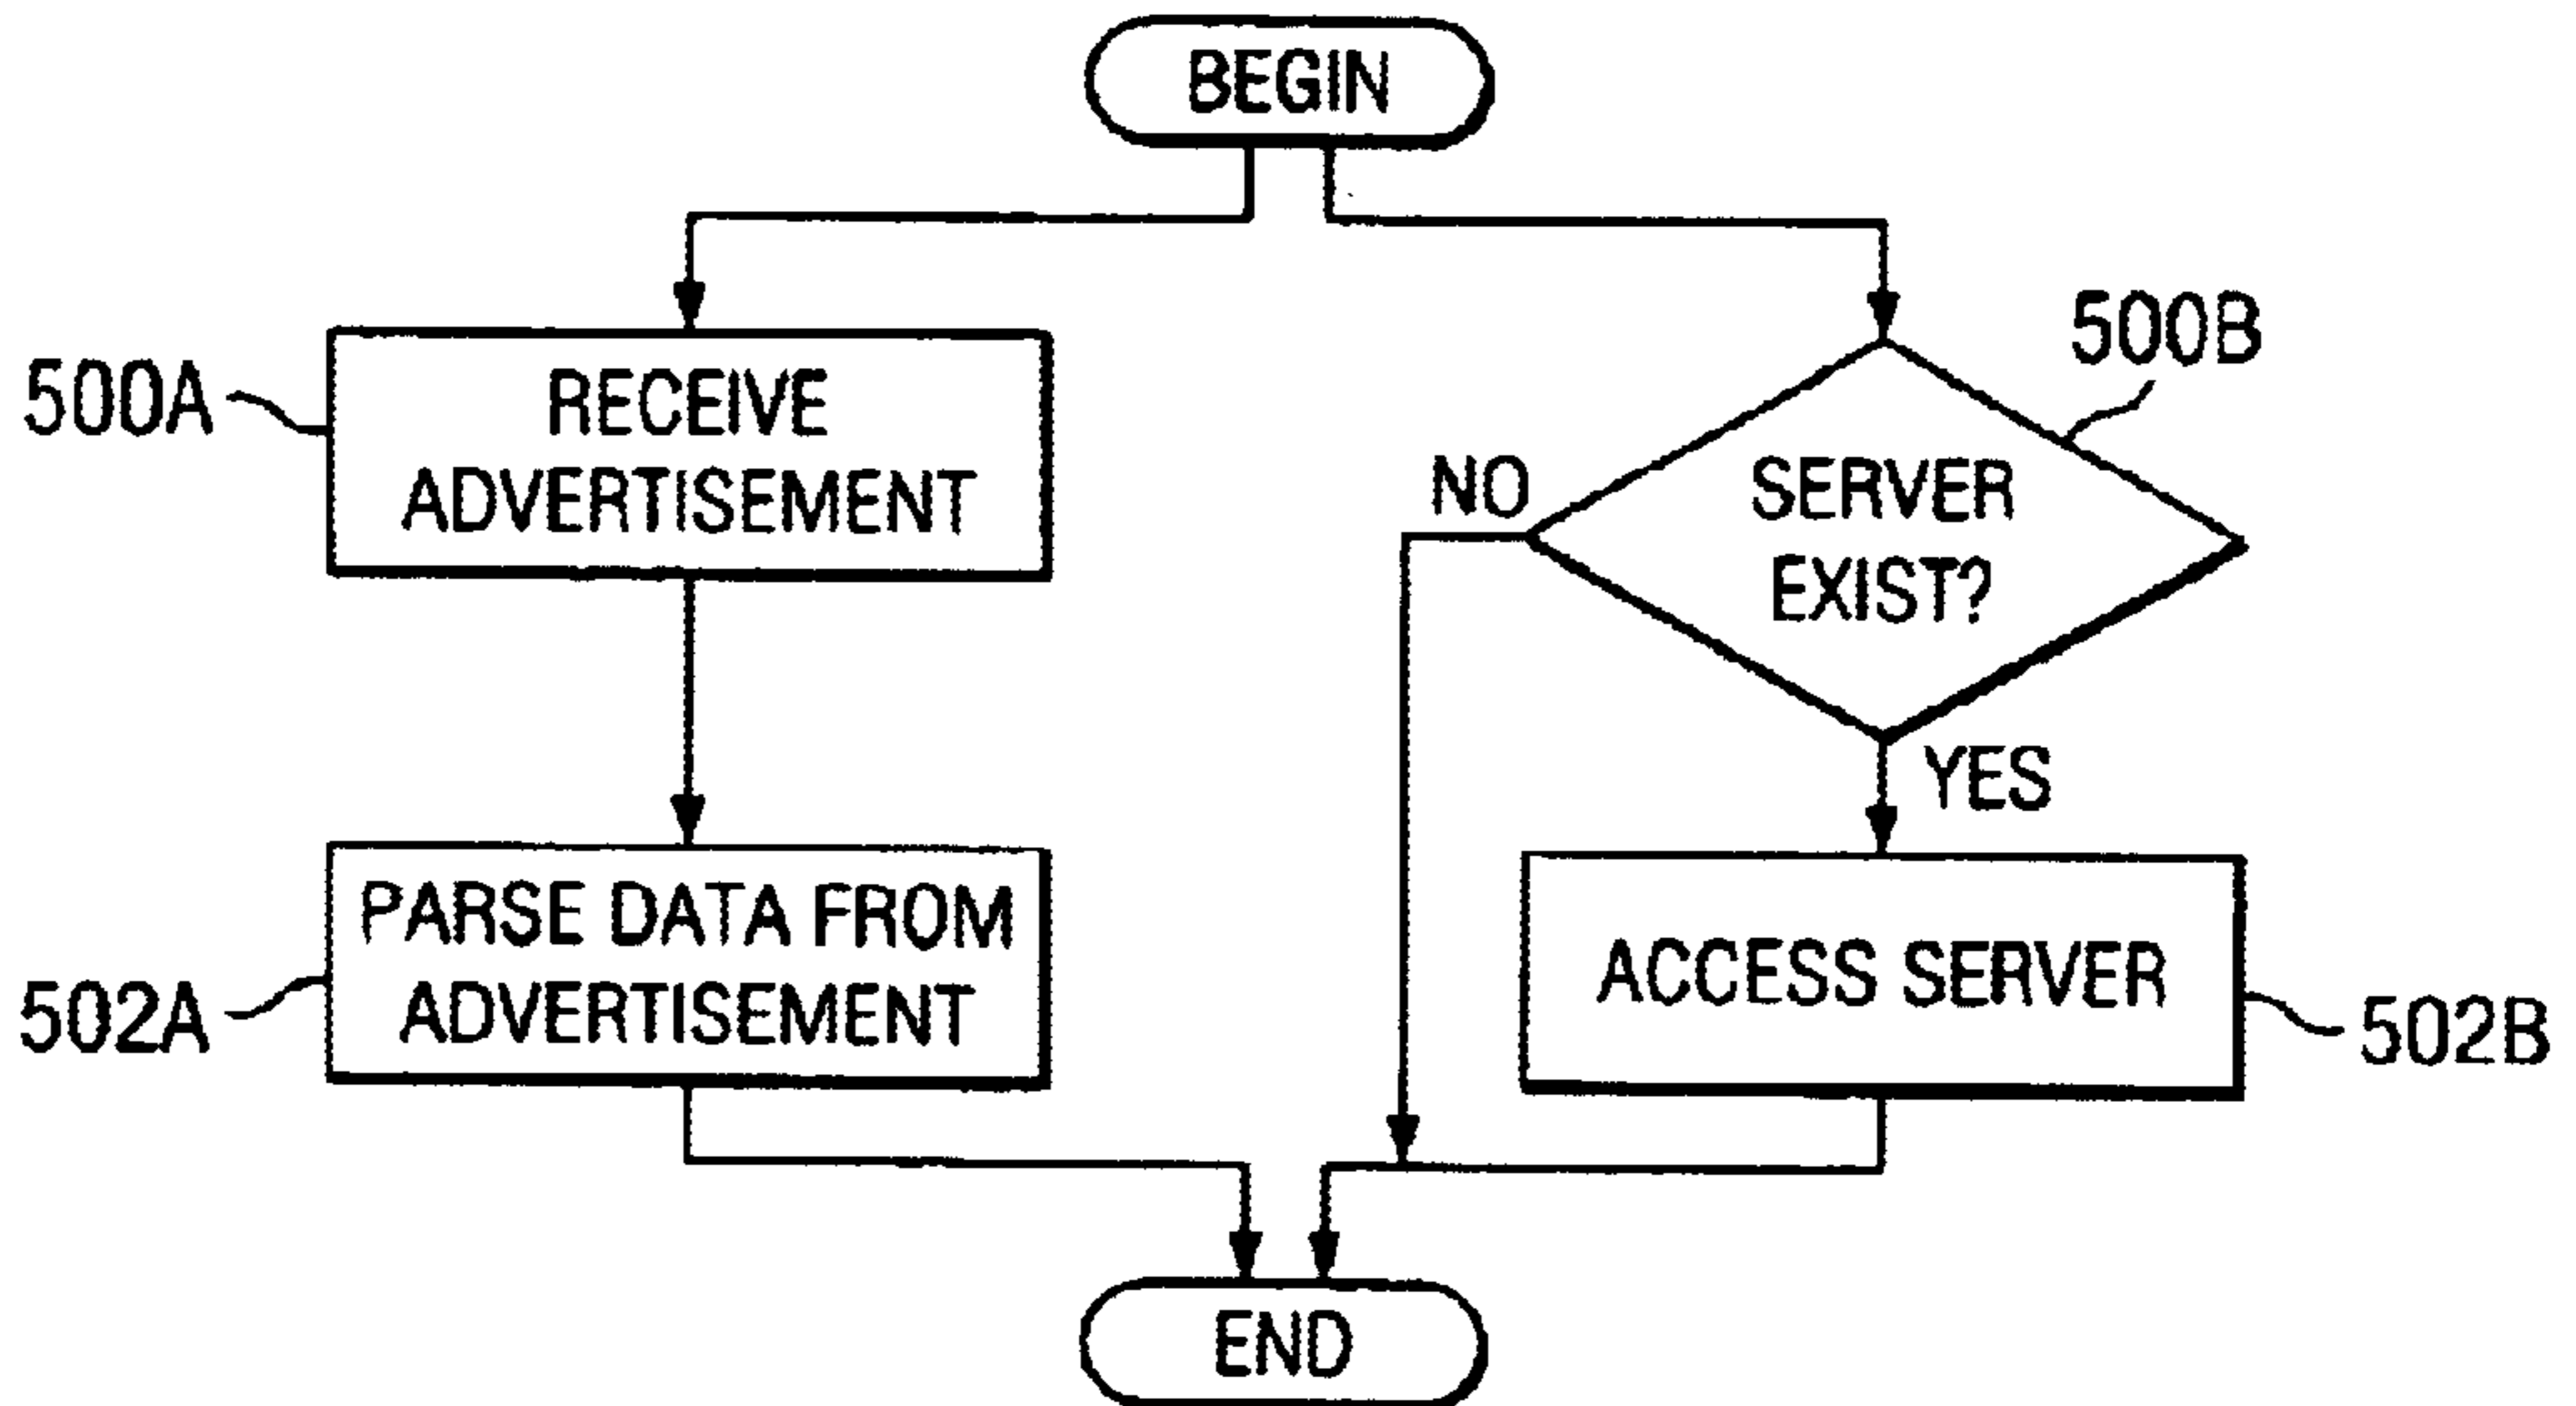 BEGIN
500A
RECEIVE
ADVERTISEMENT
500B
NO
SERVER
EXIST?
YES
502A
PARSE DATA FROM
ADVERTISEMENT
ACCESS SERVER
502B
END